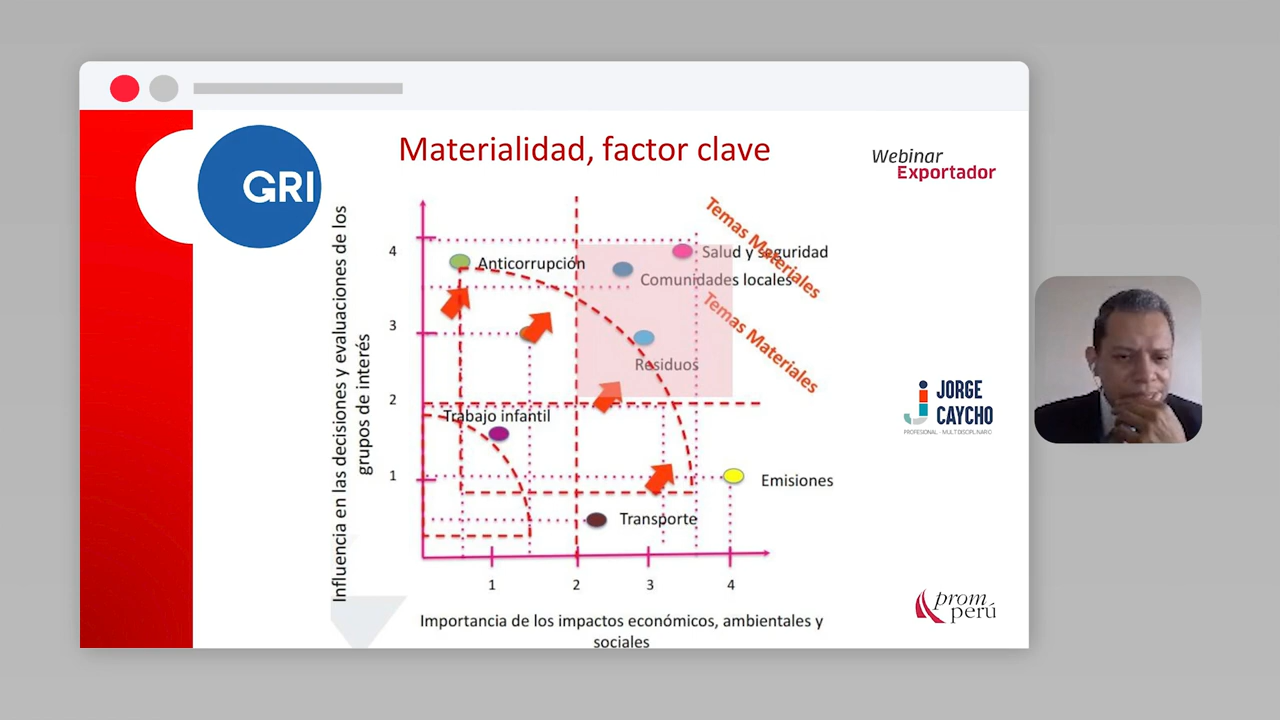 GRI
Materialidad, factor clave
Webinar
Exportador
Influencia en las decisiones y evaluaciones de los
grupos de interés
4
3
2
1
Temas Materiales
Temas Materiales
Anticorrupción
Salud y seguridad
Comunidades locales
Residuos
Trabajo infantil
Emisiones
Transporte
1
2
3
4
Importancia de los impactos económicos, ambientales y
sociales
JORGE
CAYCHO
PROFESIONAL - MULTIDISCIPLINARIO
prom
perú